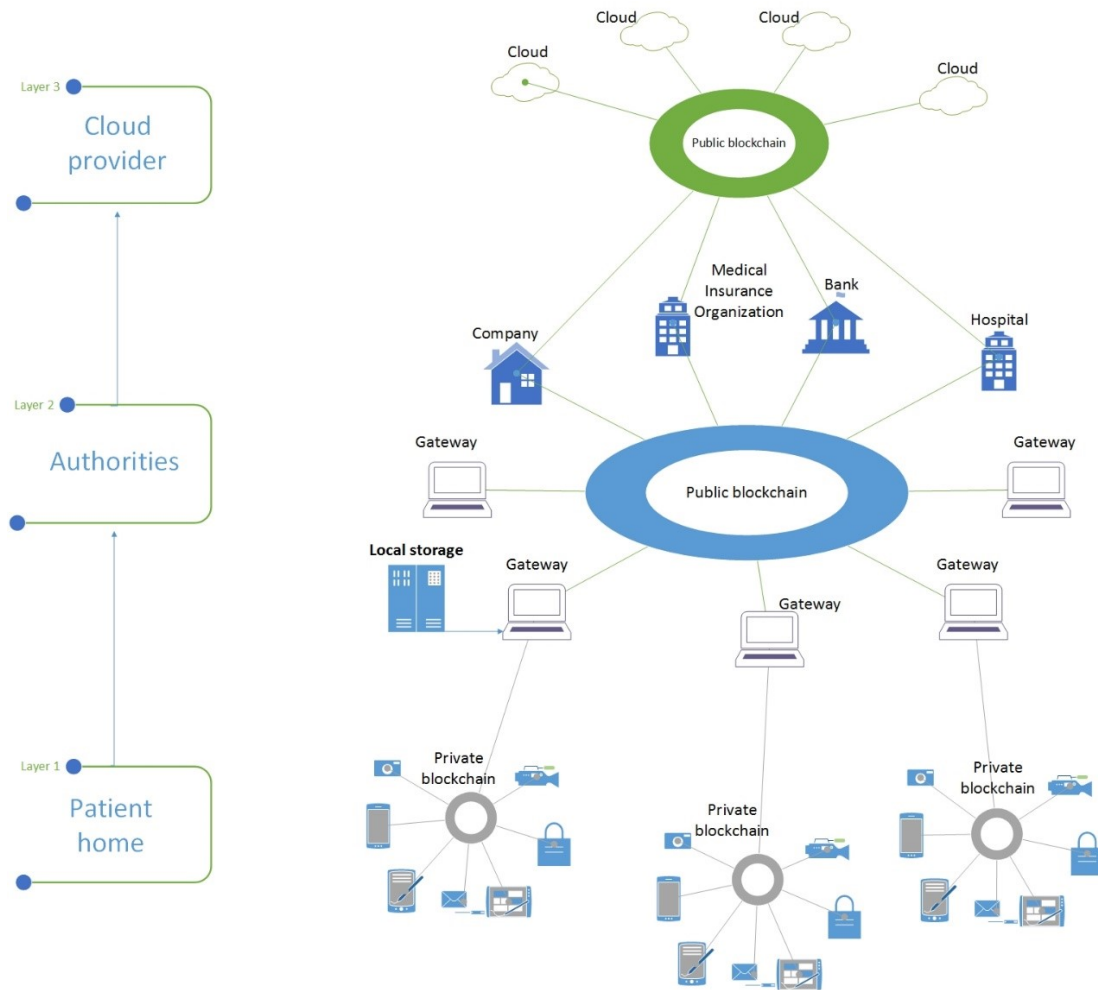 Layer 3
Cloud
provider
Layer 2
Authorities
Layer 1
Patient
home
Cloud
Cloud
Cloud
Cloud
Public blockchain
Medical
Insurance
Organization
Bank
Company
Hospital
Gateway
Public blockchain
Gateway
Local storage
Gateway
Gateway
Gateway
Private
blockchain
Private
blockchain
Private
blockchain